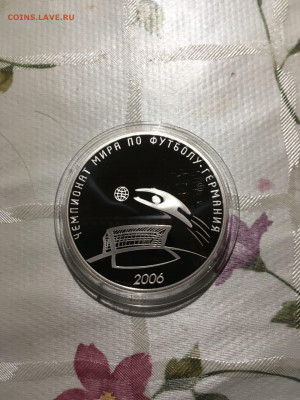 COINS.LAVE.RU
ЧЕМПИОНАТ МИРА ПО ФУТБОЛУ-ГЕРМАНИЯ
2006